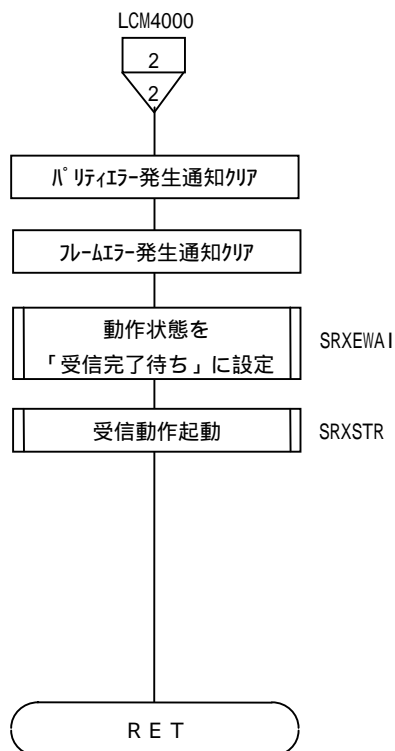 LCM4000
2
2
ﾊﾟﾘﾃｨｴﾗｰ発生通知ｸﾘｱ
ﾌﾚｰﾑｴﾗｰ発生通知ｸﾘｱ
動作状態を
「受信完了待ち」に設定
SRXEWAI
受信動作起動
SRXSTR
ＲＥＴ